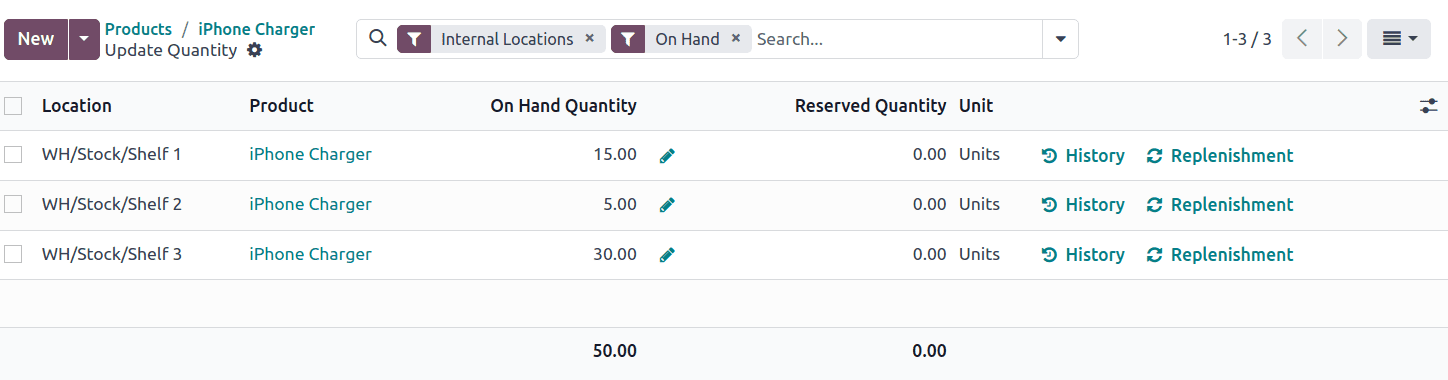 New
Products / iPhone Charger
Update Quantity
Internal Locations × On Hand × Search...
1-3 / 3
Location Product On Hand Quantity Reserved Quantity Unit
WH/Stock/Shelf 1 iPhone Charger 15.00 0.00 Units History Replenishment
WH/Stock/Shelf 2 iPhone Charger 5.00 0.00 Units History Replenishment
WH/Stock/Shelf 3 iPhone Charger 30.00 0.00 Units History Replenishment
50.00 0.00